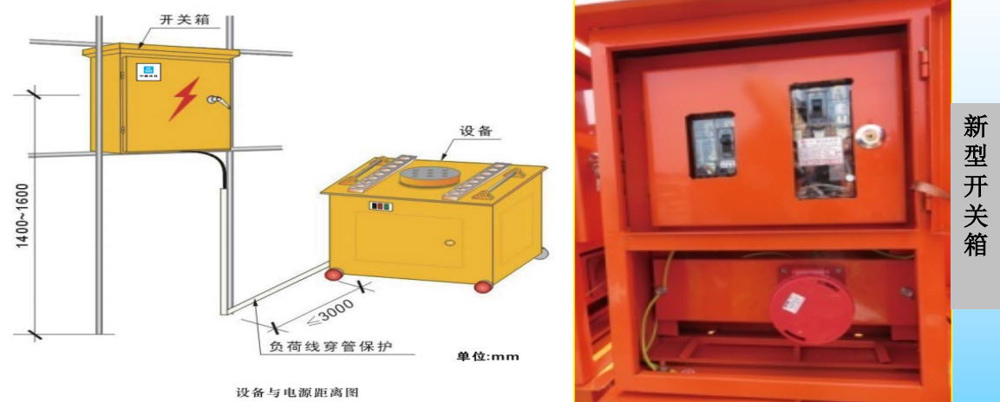 开关箱
设备
1400~1600
≤3000
负荷线穿管保护
单位:mm
设备与电源距离图
新型开关箱